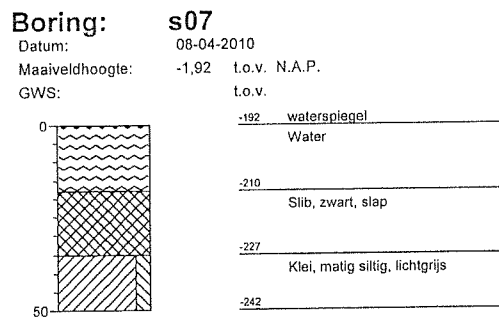 Boring: s07
Datum: 08-04-2010
Maaiveldhoogte: -1,92 t.o.v. N.A.P.
GWS: t.o.v.
0
-192 waterspiegel
Water
-210
Slib, zwart, slap
-227
Klei, matig siltig, lichtgrijs
50
-242